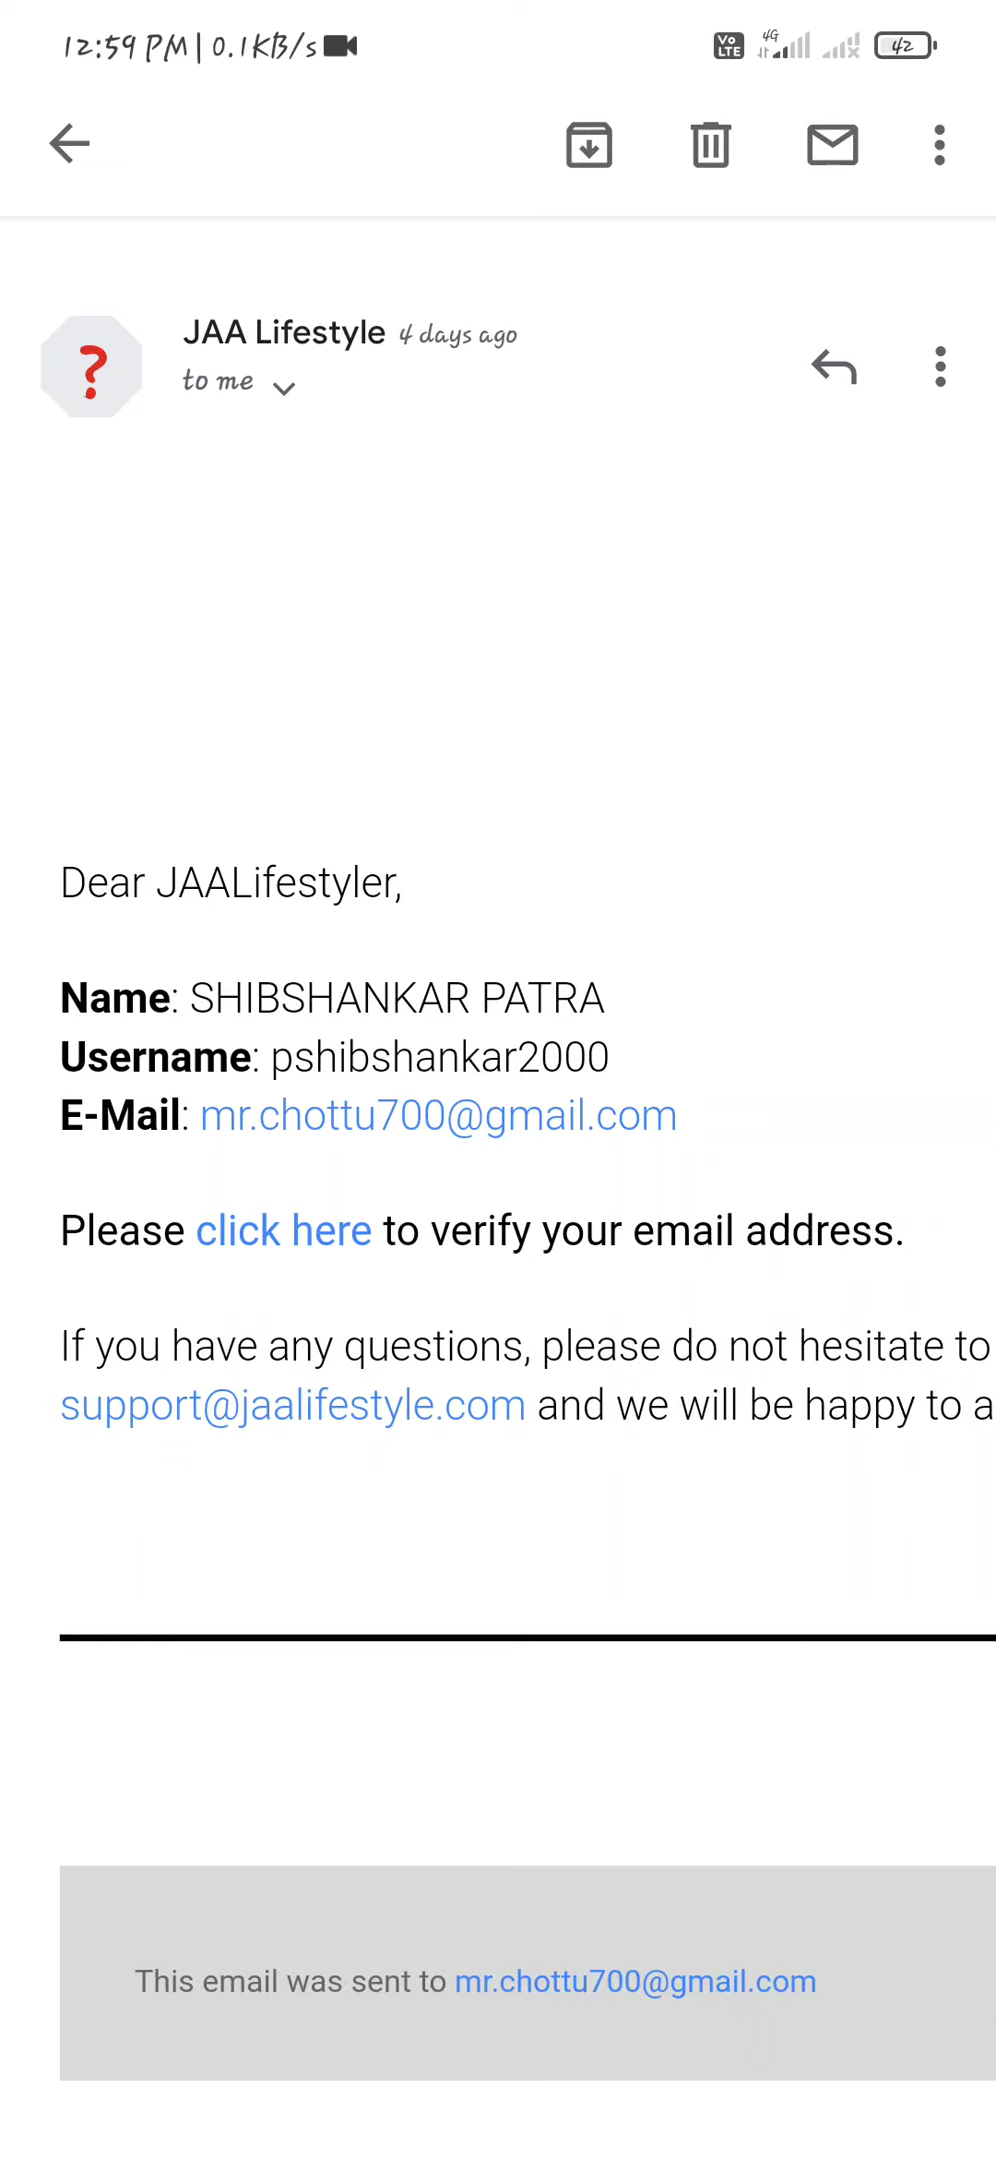 12:59 PM | 0.1KB/s Vo LTE 4G 42
?
JAA Lifestyle 4 days ago
to me
Dear JAALifestyler,
Name: SHIBSHANKAR PATRA
Username: pshibshankar2000
E-Mail: mr.chottu700@gmail.com
Please click here to verify your email address.
If you have any questions, please do not hesitate to
support@jaalifestyle.com and we will be happy to a
This email was sent to mr.chottu700@gmail.com